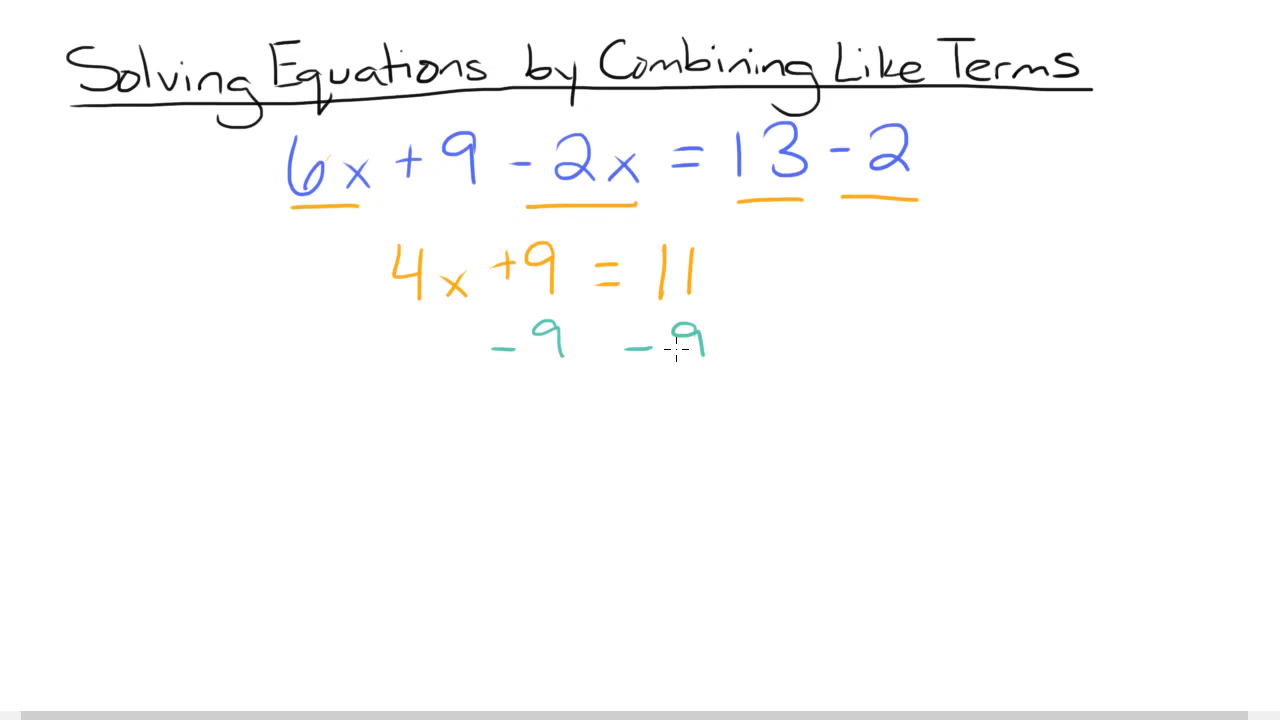 Solving Equations by Combining Like Terms
6x + 9 - 2x = 13 - 2
4x + 9 = 11
- 9 - 9